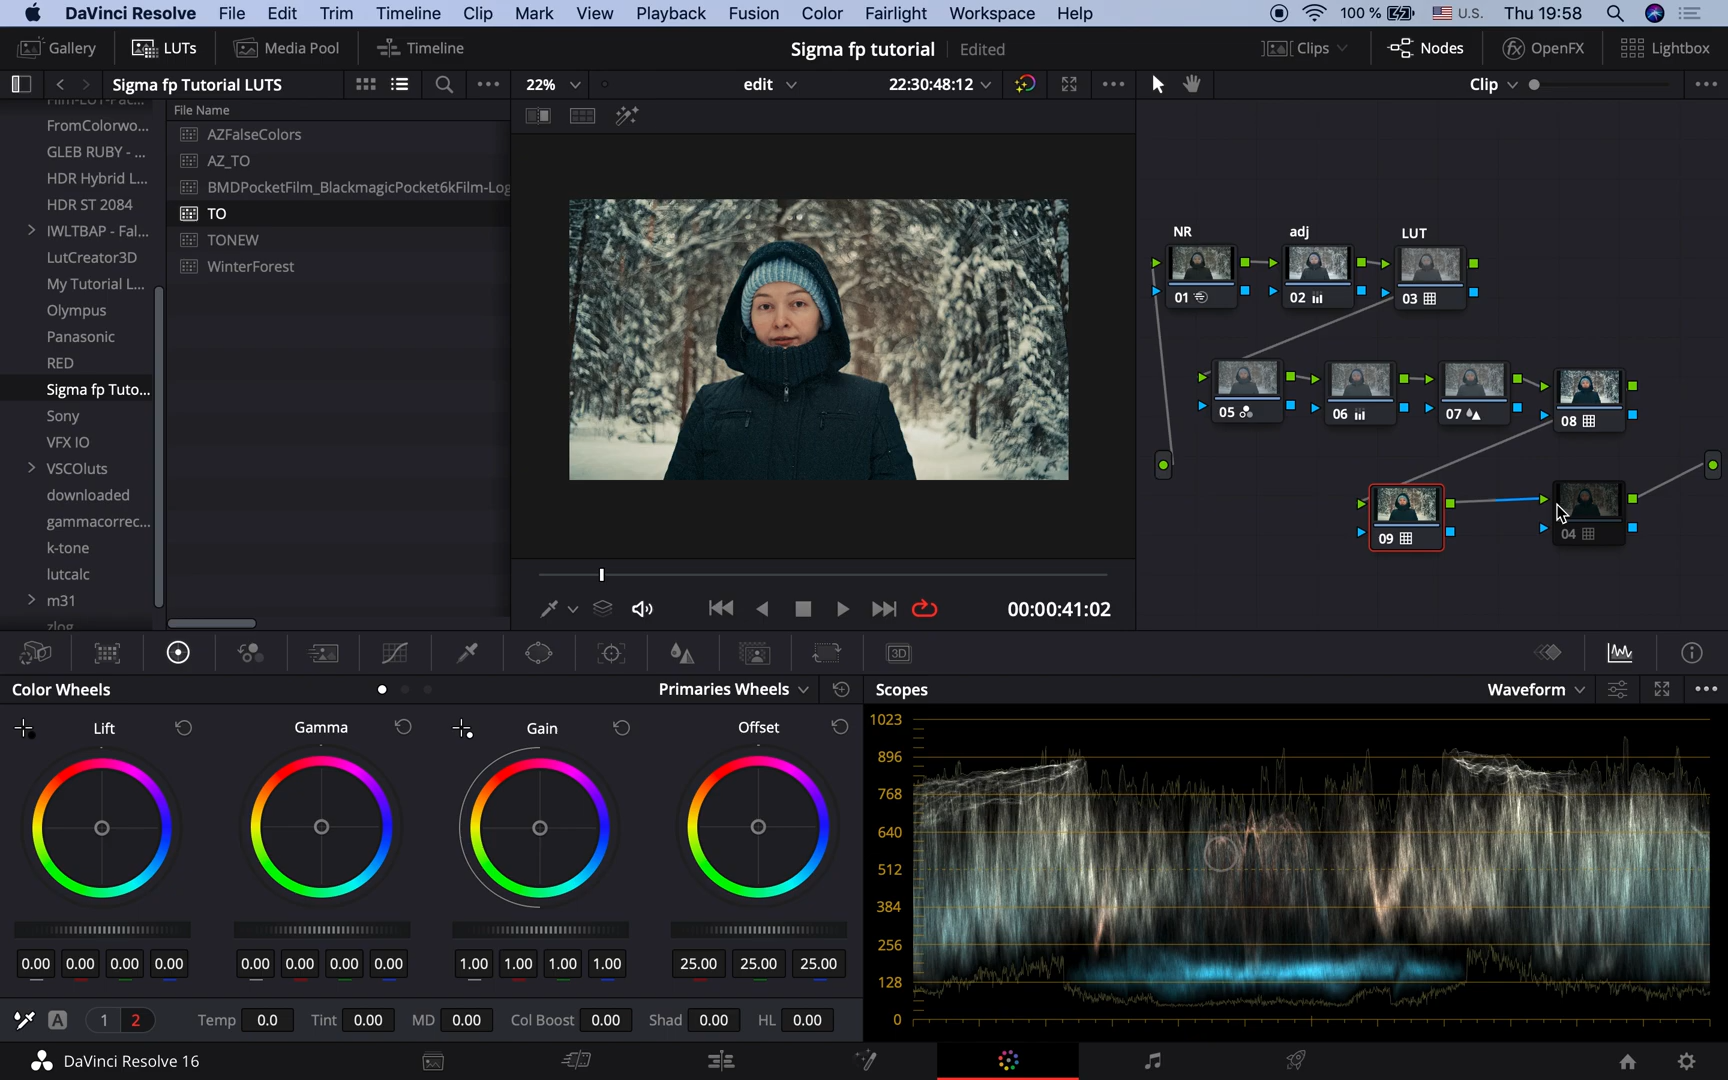 DaVinci Resolve File Edit Trim Timeline Clip Mark View Playback Fusion Color Fairlight Workspace Help 100 % U.S. Thu 19:58
Gallery LUTs Media Pool Timeline Sigma fp tutorial Edited Clips Nodes OpenFX Lightbox
Sigma fp Tutorial LUTS 22% edit 22:30:48:12 Clip
File Name
FromColorwo...
GLEB RUBY - ...
HDR Hybrid L...
HDR ST 2084
IWLTBAP - Fal...
LutCreator3D
My Tutorial L...
Olympus
Panasonic
RED
Sigma fp Tuto...
Sony
VFX IO
VSCOluts
downloaded
gammacorrec...
k-tone
lutcalc
m31
zlog
AZFalseColors
AZ_TO
BMDPocketFilm_BlackmagicPocket6kFilm-Log
TO
TONEW
WinterForest
NR adj LUT
01 02 03
05 06 07 08
09 04
00:00:41:02
3D
Color Wheels Primaries Wheels Scopes Waveform
Lift Gamma Gain Offset
0.00 0.00 0.00 0.00 0.00 0.00 0.00 0.00 1.00 1.00 1.00 1.00 25.00 25.00 25.00
A 1 2 Temp 0.0 Tint 0.00 MD 0.00 Col Boost 0.00 Shad 0.00 HL 0.00
1023
896
768
640
512
384
256
128
0
DaVinci Resolve 16